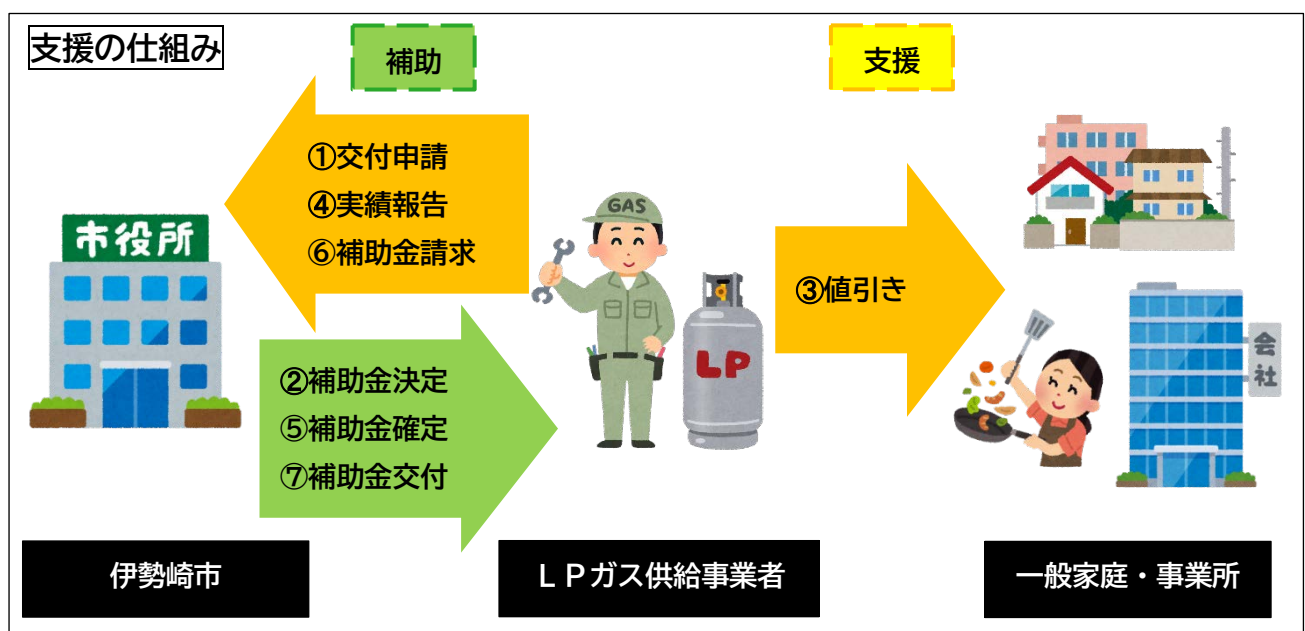 支援の仕組み
補助
支援
①交付申請
④実績報告
⑥補助金請求
GAS
市役所
③値引き
LP
会社
②補助金決定
⑤補助金確定
⑦補助金交付
伊勢崎市
ＬＰガス供給事業者
一般家庭・事業所